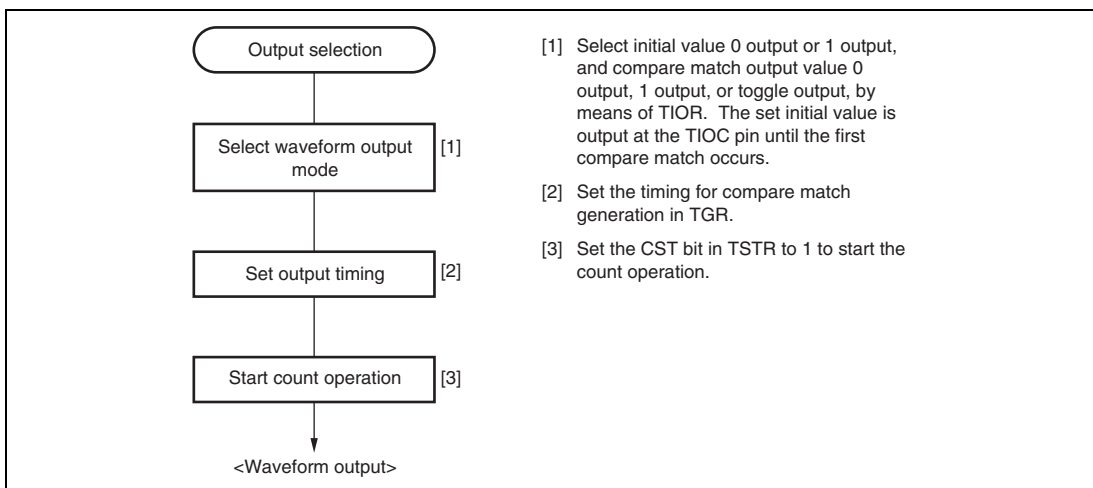 Output selection
Select waveform output
mode
[1]
Set output timing
[2]
Start count operation
[3]
<Waveform output>
[1] Select initial value 0 output or 1 output,
and compare match output value 0
output, 1 output, or toggle output, by
means of TIOR. The set initial value is
output at the TIOC pin until the first
compare match occurs.
[2] Set the timing for compare match
generation in TGR.
[3] Set the CST bit in TSTR to 1 to start the
count operation.